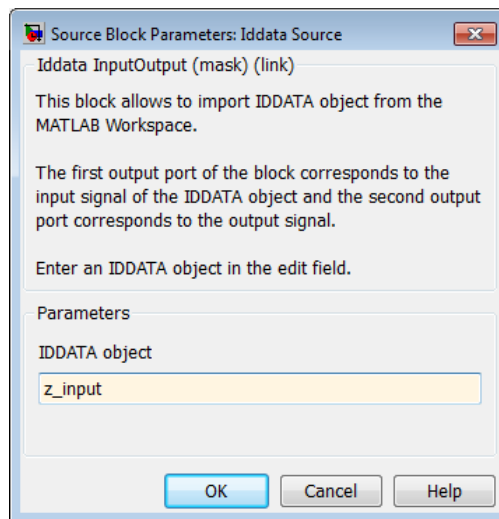 Source Block Parameters: Iddata Source
Iddata InputOutput (mask) (link)
This block allows to import IDDATA object from the
MATLAB Workspace.
The first output port of the block corresponds to the
input signal of the IDDATA object and the second output
port corresponds to the output signal.
Enter an IDDATA object in the edit field.
Parameters
IDDATA object
z_input
OK Cancel Help